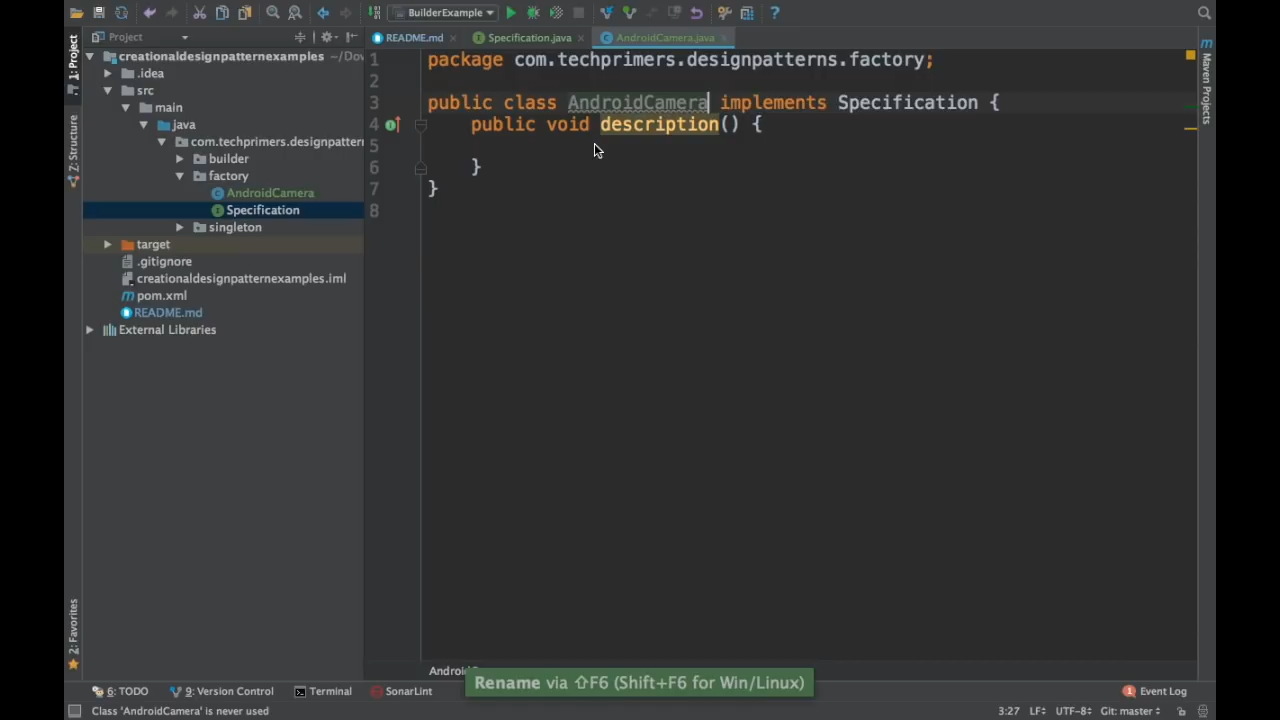 BuilderExample
1: Project
Project
README.md
Specification.java
AndroidCamera.java
creationaldesignpatternexamples ~/Dov
.idea
src
main
java
com.techprimers.designpatter
builder
factory
AndroidCamera
Specification
singleton
target
.gitignore
creationaldesignpatternexamples.iml
pom.xml
README.md
External Libraries
Z: Structure
2: Favorites
1 package com.techprimers.designpatterns.factory;
2
3 public class AndroidCamera implements Specification {
4 public void description() {
5
6 }
7 }
8
Maven Projects
Rename via ⇧F6 (Shift+F6 for Win/Linux)
6: TODO
9: Version Control
Terminal
SonarLint
1 Event Log
Class 'AndroidCamera' is never used
3:27 LF÷ UTF-8÷ Git: master÷